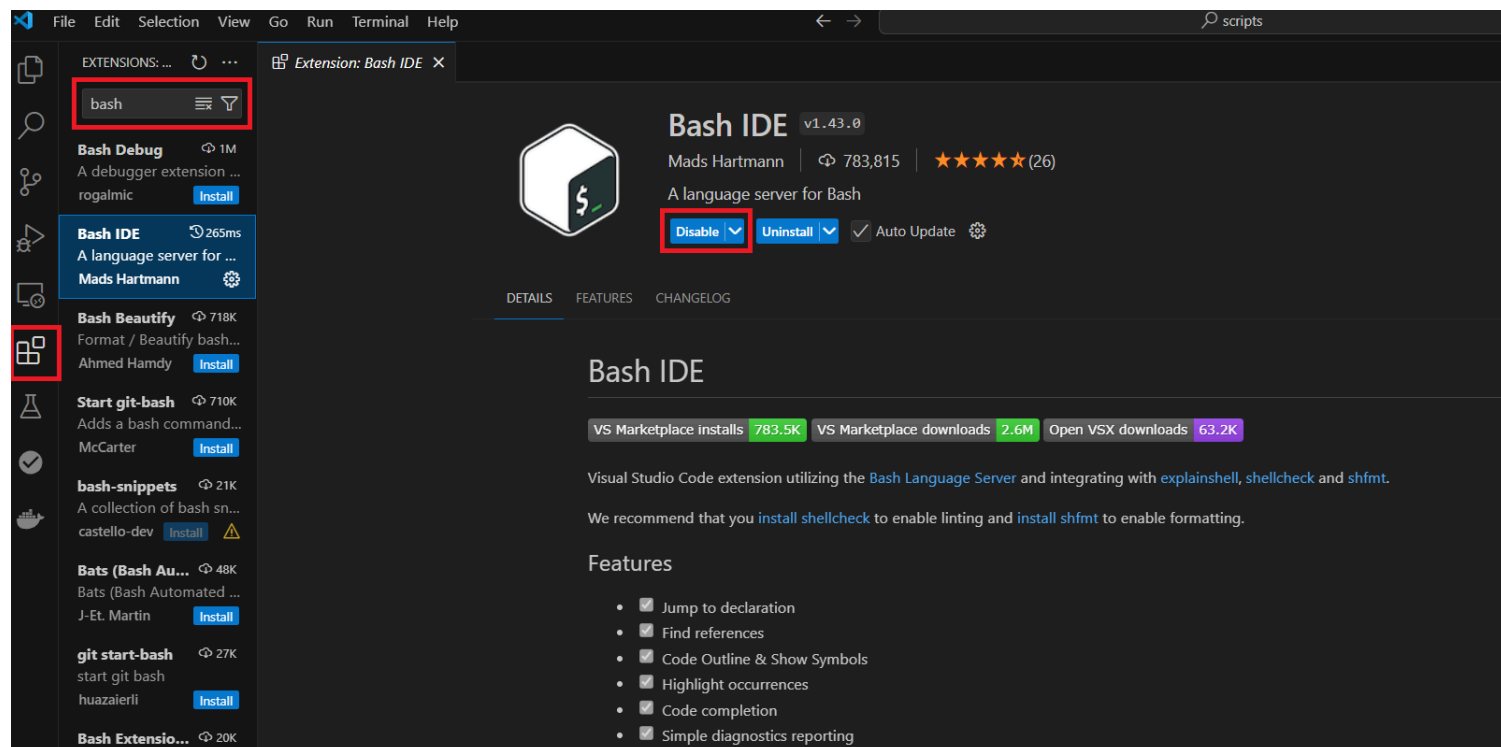 File Edit Selection View Go Run Terminal Help
scripts
EXTENSIONS: ...
bash
Bash Debug 1M
A debugger extension ...
rogalmic Install
Bash IDE 265ms
A language server for ...
Mads Hartmann
Bash Beautify 718K
Format / Beautify bash...
Ahmed Hamdy Install
Start git-bash 710K
Adds a bash command...
McCarter Install
bash-snippets 21K
A collection of bash sn...
castello-dev Install
Bats (Bash Au... 48K
Bats (Bash Automated ...
J-Et. Martin Install
git start-bash 27K
start git bash
huazaierli Install
Bash Extensio... 20K
Extension: Bash IDE
$_
Bash IDE v1.43.0
Mads Hartmann 783,815 (26)
A language server for Bash
Disable Uninstall Auto Update
DETAILS FEATURES CHANGELOG
Bash IDE
VS Marketplace installs 783.5K VS Marketplace downloads 2.6M Open VSX downloads 63.2K
Visual Studio Code extension utilizing the Bash Language Server and integrating with explainshell, shellcheck and shfmt.
We recommend that you install shellcheck to enable linting and install shfmt to enable formatting.
Features
Jump to declaration
Find references
Code Outline & Show Symbols
Highlight occurrences
Code completion
Simple diagnostics reporting